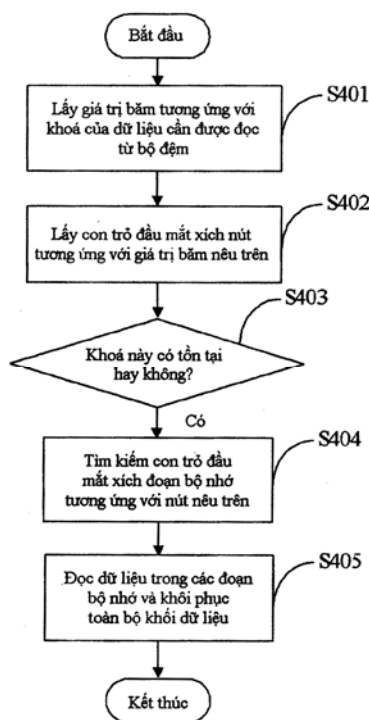 Bắt đầu
Lấy giá trị băm tương ứng với
khoá của dữ liệu cần được đọc
từ bộ đệm
S401
Lấy con trỏ đầu mắt xích nút
tương ứng với giá trị băm nêu trên
S402
S403
Khoá này có tồn tại
hay không?
Có
Tìm kiếm con trỏ đầu
mắt xích đoạn bộ nhớ
tương ứng với nút nêu trên
S404
Đọc dữ liệu trong các đoạn
bộ nhớ và khôi phục
toàn bộ khối dữ liệu
S405
Kết thúc